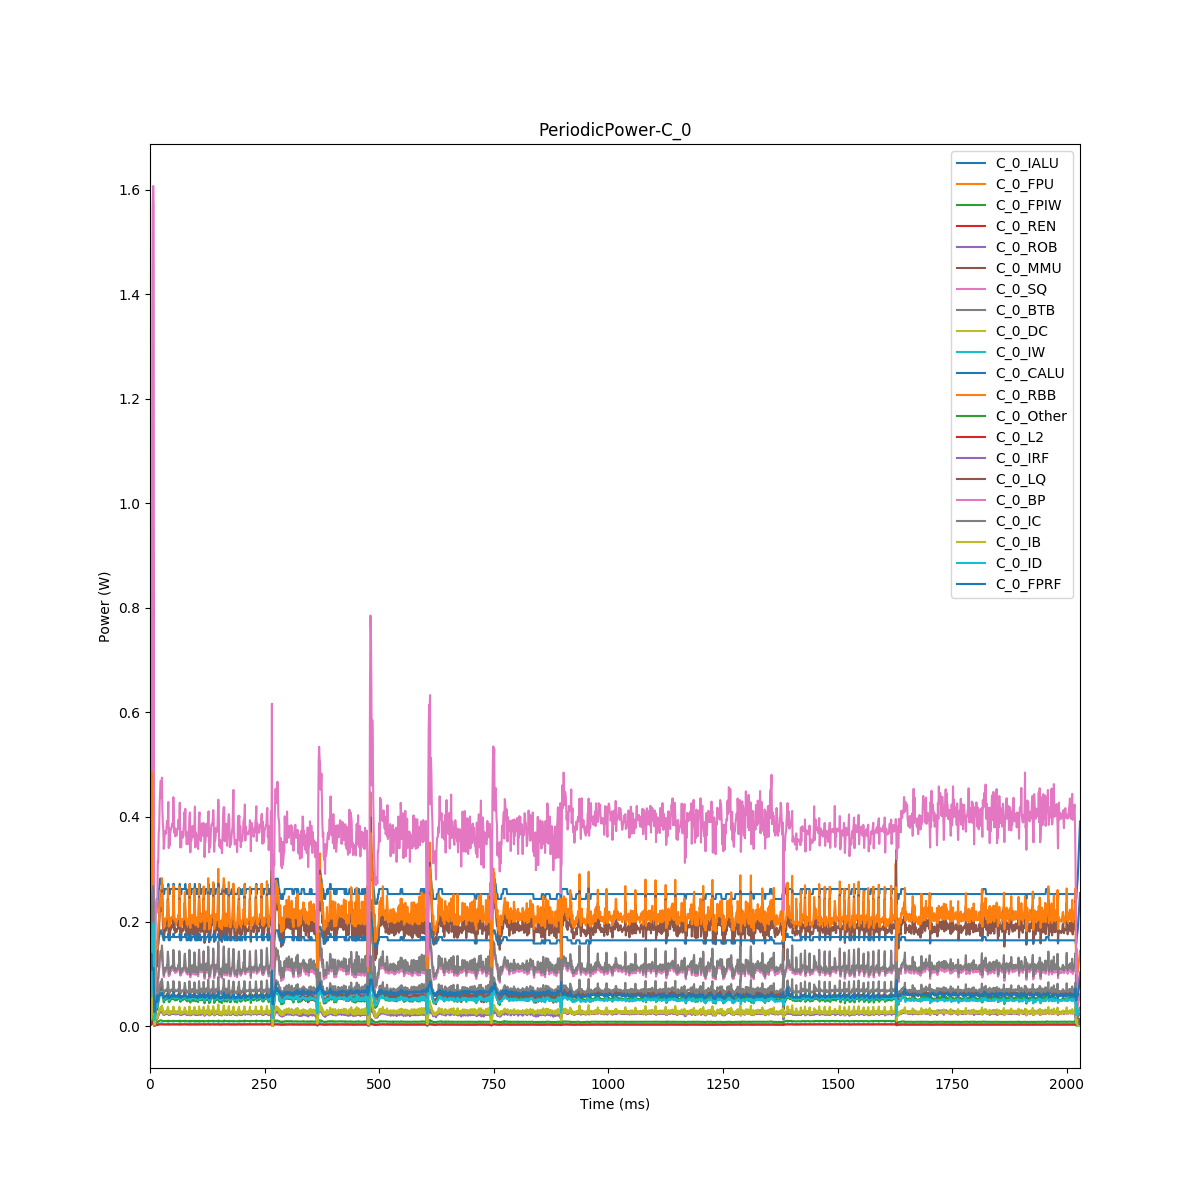 PeriodicPower-C_0
Power (W)
1.6
1.4
1.2
1.0
0.8
0.6
0.4
0.2
0.0
C_0_IALU
C_0_FPU
C_0_FPIW
C_0_REN
C_0_ROB
C_0_MMU
C_0_SQ
C_0_BTB
C_0_DC
C_0_IW
C_0_CALU
C_0_RBB
C_0_Other
C_0_L2
C_0_IRF
C_0_LQ
C_0_BP
C_0_IC
C_0_IB
C_0_ID
C_0_FPRF
0 250 500 750 1000 1250 1500 1750 2000
Time (ms)